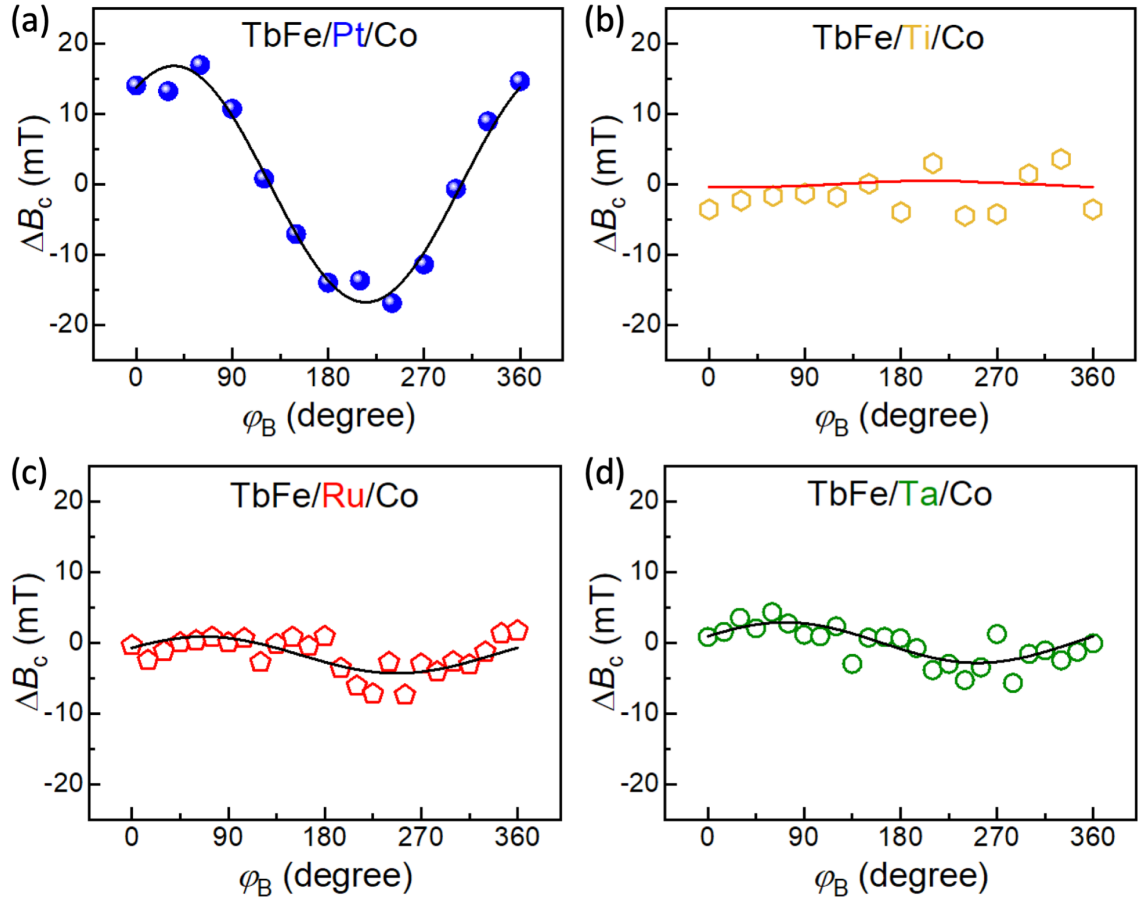 (a)
TbFe/Pt/Co
20
10
0
-10
-20
ΔBc (mT)
0 90 180 270 360
φB (degree)
(b)
TbFe/Ti/Co
20
10
0
-10
-20
ΔBc (mT)
0 90 180 270 360
φB (degree)
(c)
TbFe/Ru/Co
20
10
0
-10
-20
ΔBc (mT)
0 90 180 270 360
φB (degree)
(d)
TbFe/Ta/Co
20
10
0
-10
-20
ΔBc (mT)
0 90 180 270 360
φB (degree)